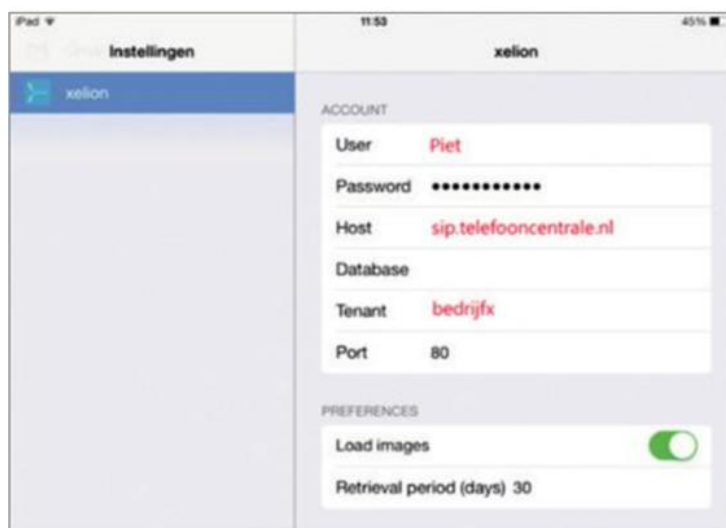 iPad 11:53 45%
Instellingen xelion
xelion
ACCOUNT
User Piet
Password •••••••••••
Host sip.telefooncentrale.nl
Database
Tenant bedrijfx
Port 80
PREFERENCES
Load images
Retrieval period (days) 30